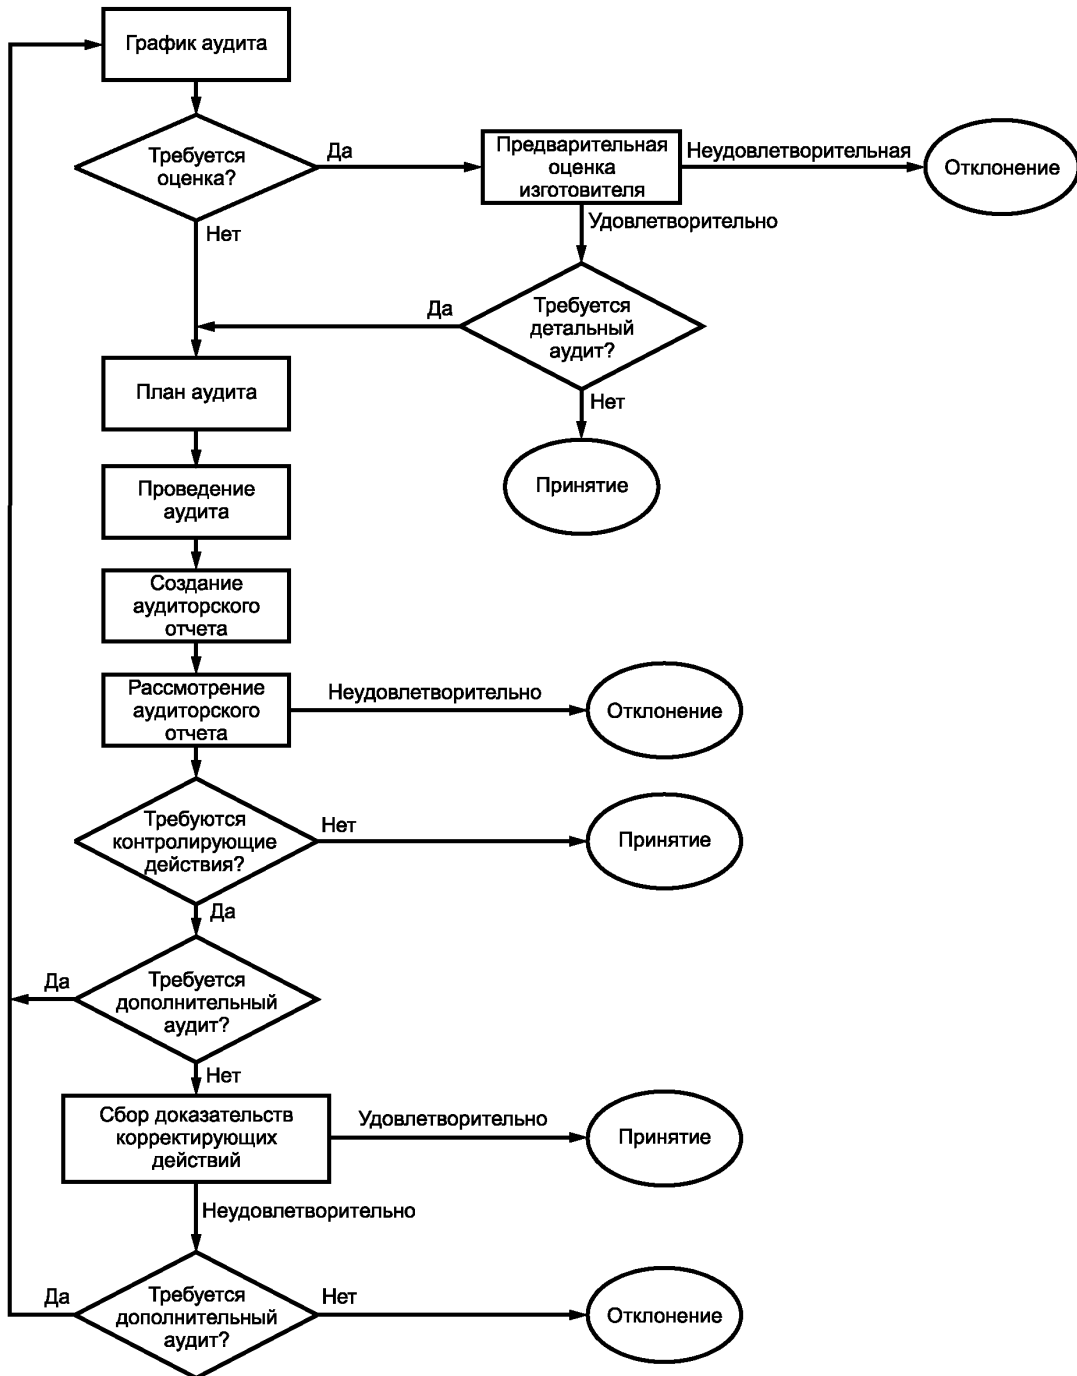 График аудита
Требуется
оценка?
Да
Предварительная
оценка
изготовителя
Неудовлетворительная
Отклонение
Нет
Удовлетворительно
Да
Требуется
детальный
аудит?
Нет
Принятие
План аудита
Проведение
аудита
Создание
аудиторского
отчета
Рассмотрение
аудиторского
отчета
Неудовлетворительно
Отклонение
Требуются
контролирующие
действия?
Нет
Принятие
Да
Да
Требуется
дополнительный
аудит?
Нет
Сбор доказательств
корректирующих
действий
Удовлетворительно
Принятие
Неудовлетворительно
Да
Требуется
дополнительный
аудит?
Нет
Отклонение